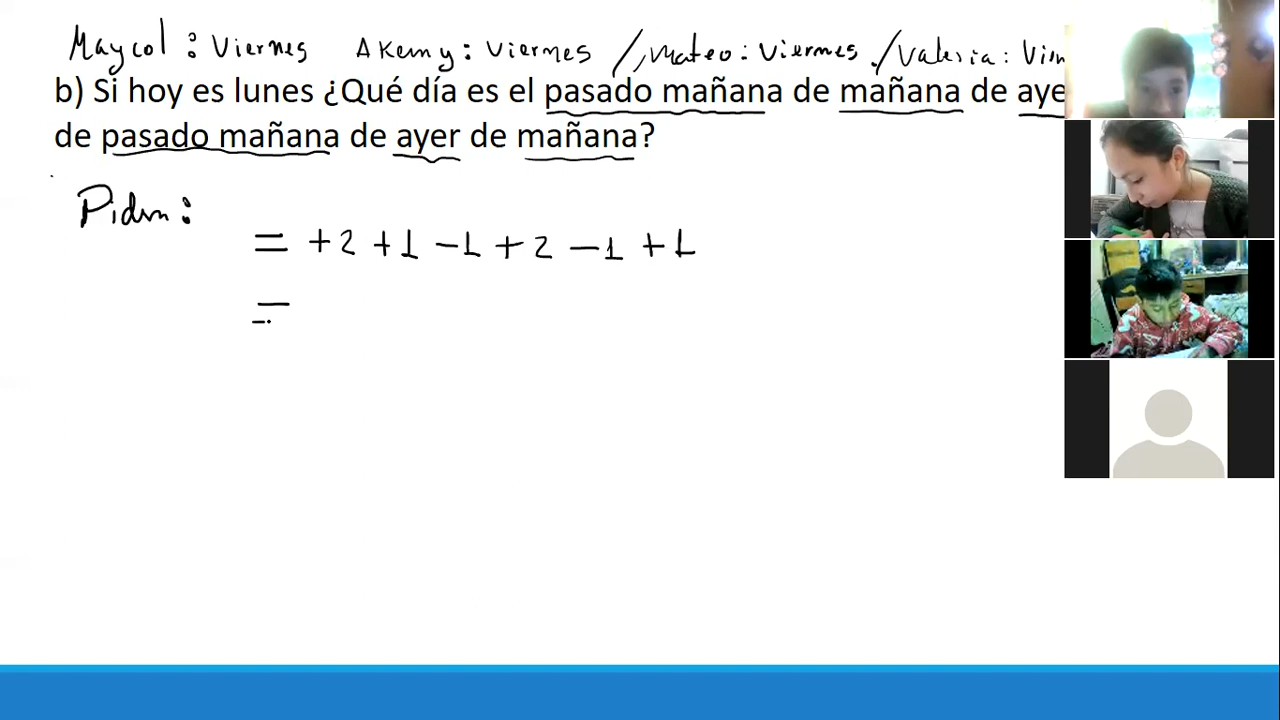 Maycol : Viernes Akemy : Viernes /, Mateo : Viernes ./ Valeria :
b) Si hoy es lunes ¿Qué día es el pasado mañana de mañana de aye
de pasado mañana de ayer de mañana?
Piden:
= +2 +1 -1 +2 -1 +1
=